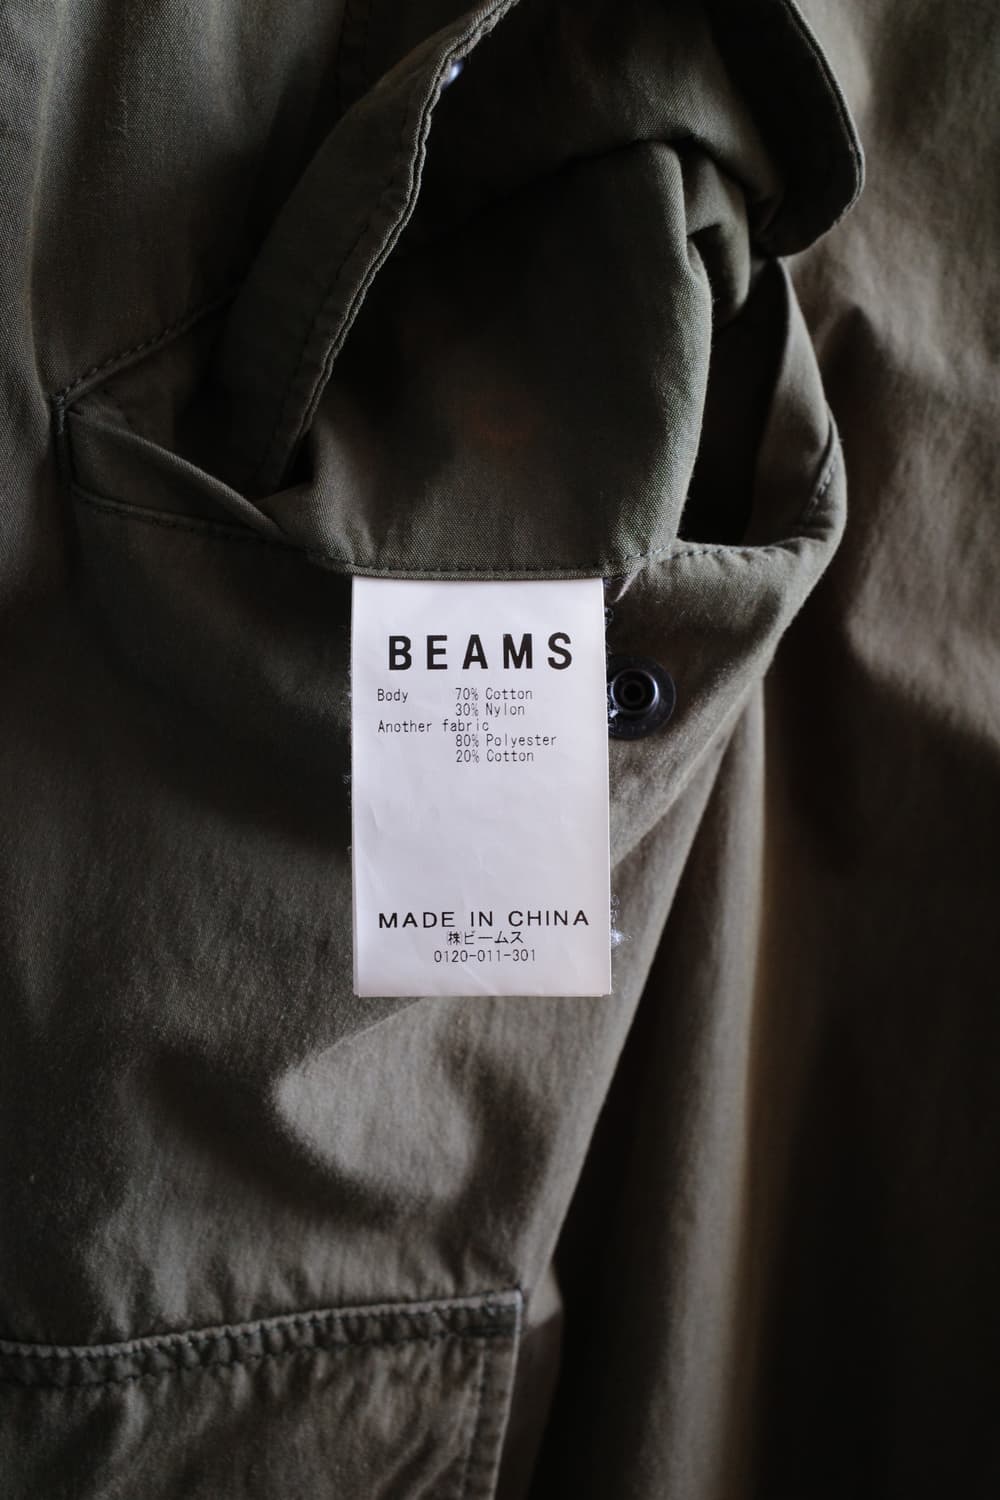 BEAMS
Body 70% Cotton
30% Nylon
Another fabric
80% Polyester
20% Cotton
MADE IN CHINA
㈱ビームス
0120-011-301